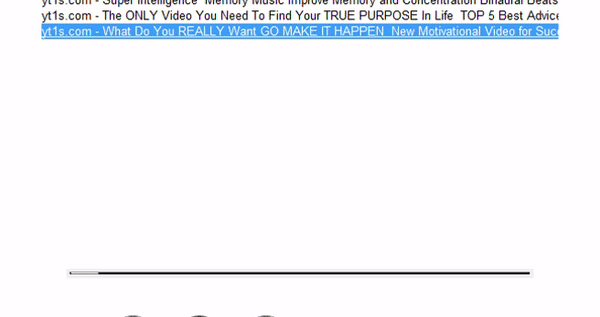 yt1s.com - Super Intelligence Memory Music Improve Memory and Concentration Binaural Beats
yt1s.com - The ONLY Video You Need To Find Your TRUE PURPOSE In Life TOP 5 Best Advice
yt1s.com - What Do You REALLY Want GO MAKE IT HAPPEN New Motivational Video for Succ